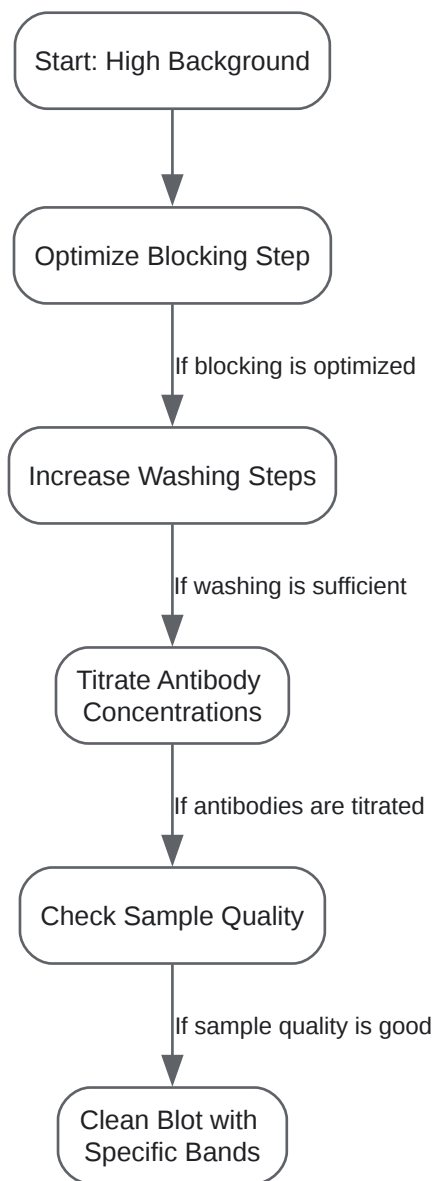 Start: High Background
Optimize Blocking Step
If blocking is optimized
Increase Washing Steps
If washing is sufficient
Titrate Antibody
Concentrations
If antibodies are titrated
Check Sample Quality
If sample quality is good
Clean Blot with
Specific Bands